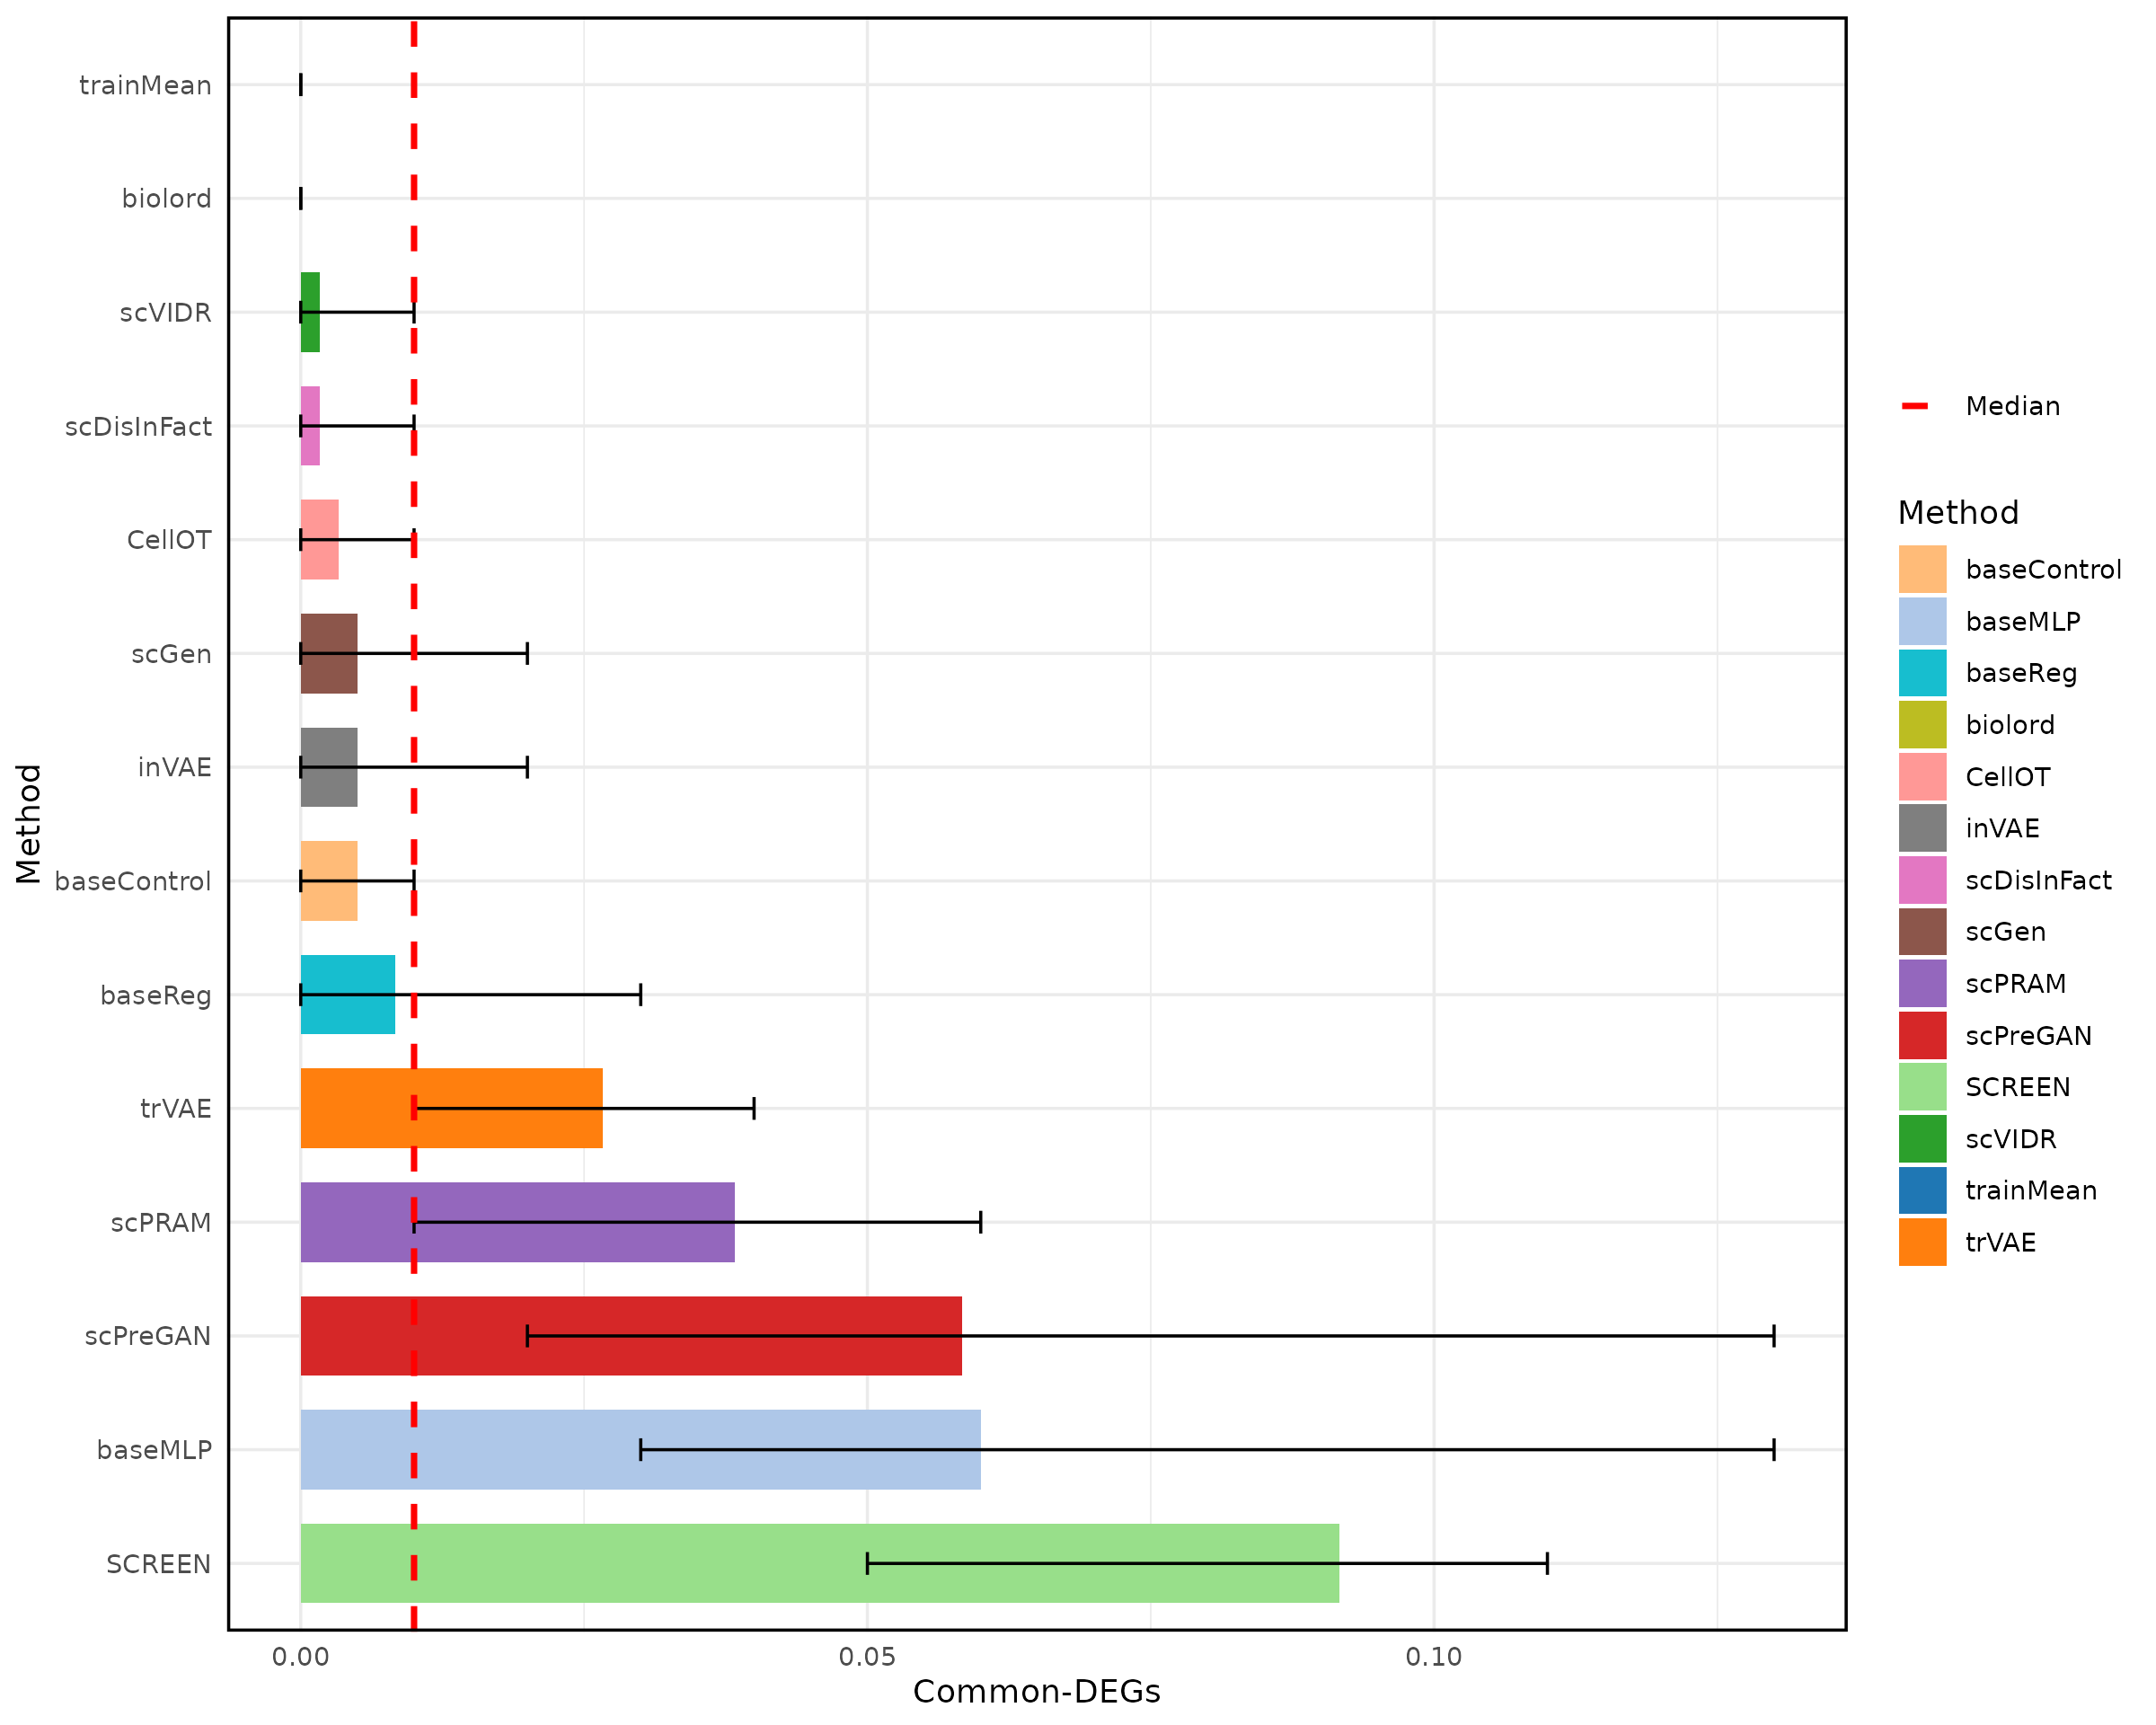 trainMean
biolord
scVIDR
scDisInFact
CellOT
scGen
inVAE
baseControl
baseReg
trVAE
scPRAM
scPreGAN
baseMLP
SCREEN
Method
0.00 0.05 0.10
Common-DEGs
Median
Method
baseControl
baseMLP
baseReg
biolord
CellOT
inVAE
scDisInFact
scGen
scPRAM
scPreGAN
SCREEN
scVIDR
trainMean
trVAE